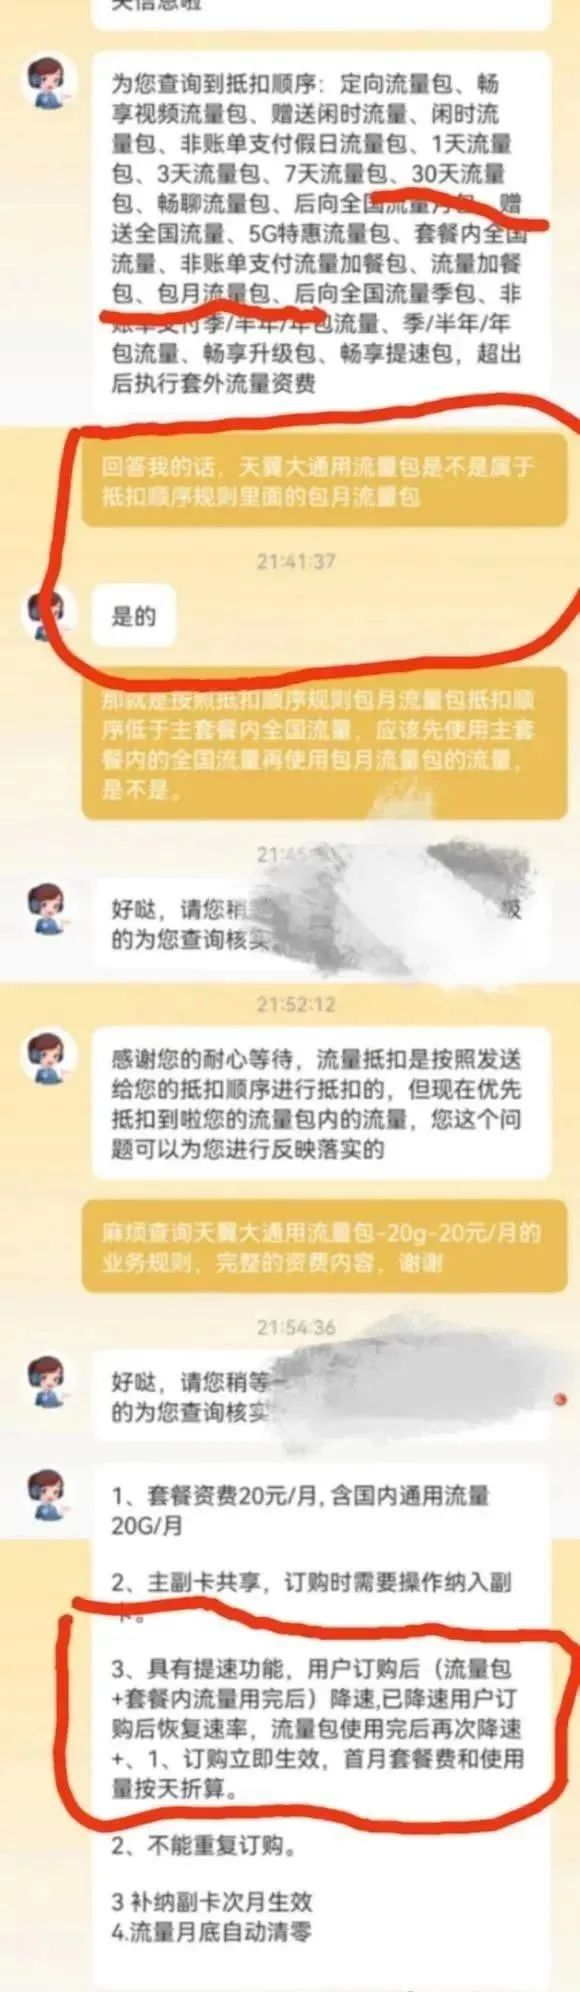 失信息啦
为您查询到抵扣顺序：定向流量包、畅
享视频流量包、赠送闲时流量、闲时流
量包、非账单支付假日流量包、1天流量
包、3天流量包、7天流量包、30天流量
包、畅聊流量包、后向全国流量月包、赠
送全国流量、5G特惠流量包、套餐内全国
流量、非账单支付流量加餐包、流量加餐
包、包月流量包、后向全国流量季包、非
账单支付季/半年/年包流量、季/半年/年
包流量、畅享升级包、畅享提速包，超出
后执行套外流量资费
回答我的话，天翼大通用流量包是不是属于
抵扣顺序规则里面的包月流量包
21:41:37
是的
那就是按照抵扣顺序规则包月流量包抵扣顺
序低于主套餐内全国流量，应该先使用主套
餐内的全国流量再使用包月流量包的流量，
是不是。
21:45
好哒，请您稍
级
的为您查询核实
21:52:12
感谢您的耐心等待，流量抵扣是按照发送
给您的抵扣顺序进行抵扣的，但现在优先
抵扣到啦您的流量包内的流量，您这个问
题可以为您进行反映落实的
麻烦查询天翼大通用流量包-20g-20元/月的
业务规则，完整的资费内容，谢谢
21:54:36
好哒，请您稍等
的为您查询核实
1、套餐资费20元/月, 含国内通用流量
20G/月
2、主副卡共享，订购时需要操作纳入副
卡。
3、具有提速功能，用户订购后（流量包
+套餐内流量用完后）降速,已降速用户订
购后恢复速率，流量包使用完后再次降速
+、1、订购立即生效，首月套餐费和使用
量按天折算。
2、不能重复订购。
3 补纳副卡次月生效
4.流量月底自动清零